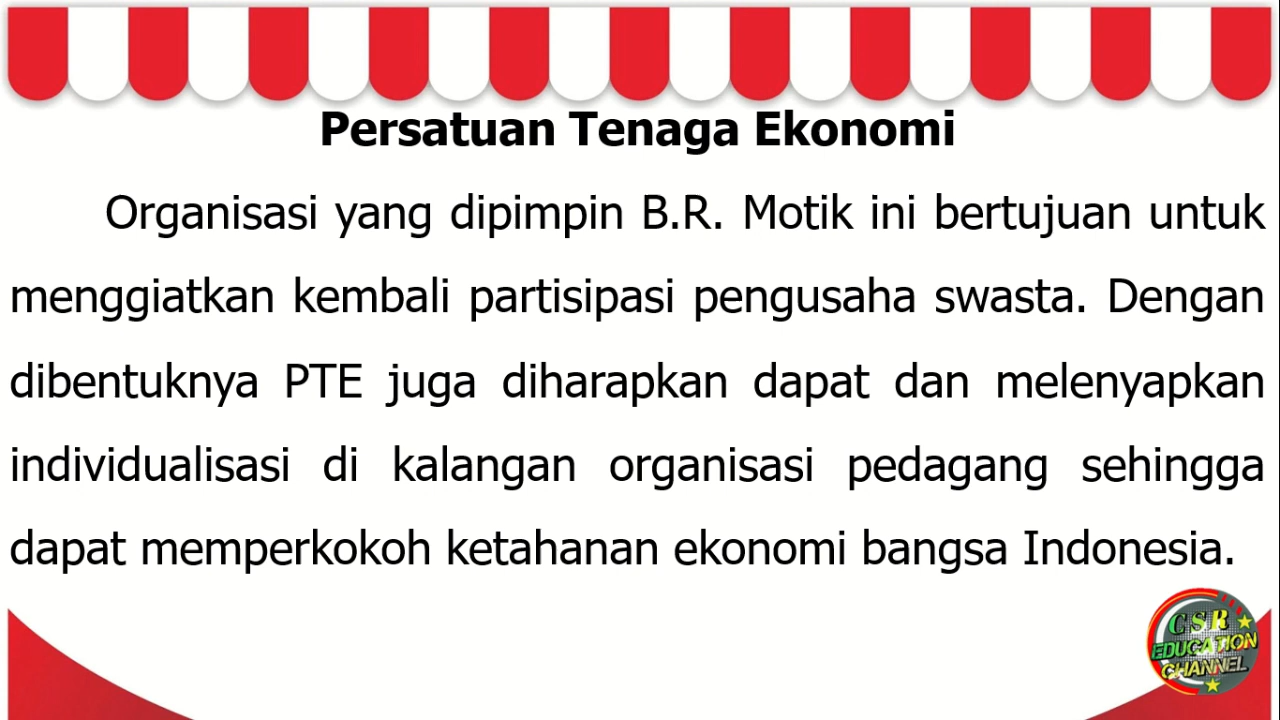 Persatuan Tenaga Ekonomi
Organisasi yang dipimpin B.R. Motik ini bertujuan untuk
menggiatkan kembali partisipasi pengusaha swasta. Dengan
dibentuknya PTE juga diharapkan dapat dan melenyapkan
individualisasi di kalangan organisasi pedagang sehingga
dapat memperkokoh ketahanan ekonomi bangsa Indonesia.
CSR
EDUCATION
CHANNEL